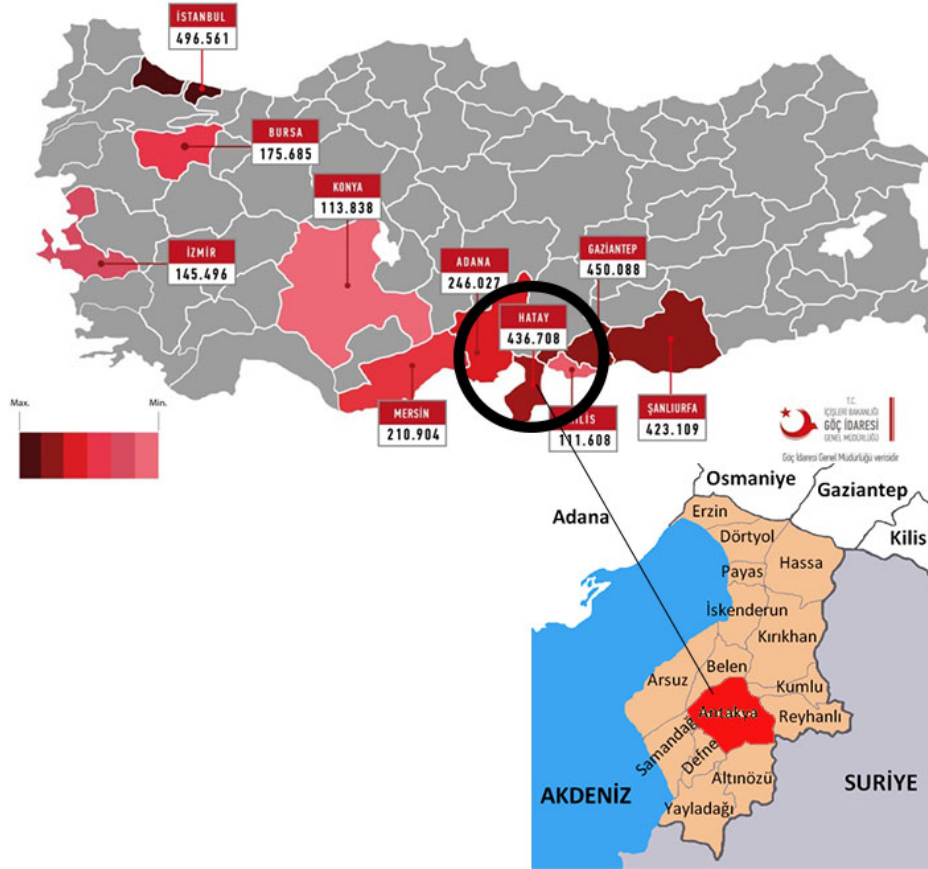 İSTANBUL
496.561
BURSA
175.685
KONYA
113.838
İZMİR
145.496
ADANA
246.027
GAZİANTEP
450.088
HATAY
436.708
MERSİN
210.904
111.608
ŞANLIURFA
423.109
Max.
Min.
T.C.
İÇİŞLERİ BAKANLIĞI
GÖÇ İDARESİ
GENEL MÜDÜRLÜĞÜ
Göç İdaresi Genel Müdürlüğü verisidir
Osmaniye
Gaziantep
Adana
Kilis
Erzin
Dörtyol
Hassa
Payas
İskenderun
Kırıkhan
Belen
Arsuz
Kumlu
Antakya
Reyhanlı
Samandağ
Defne
Altınözü
AKDENİZ
SURİYE
Yayladağı